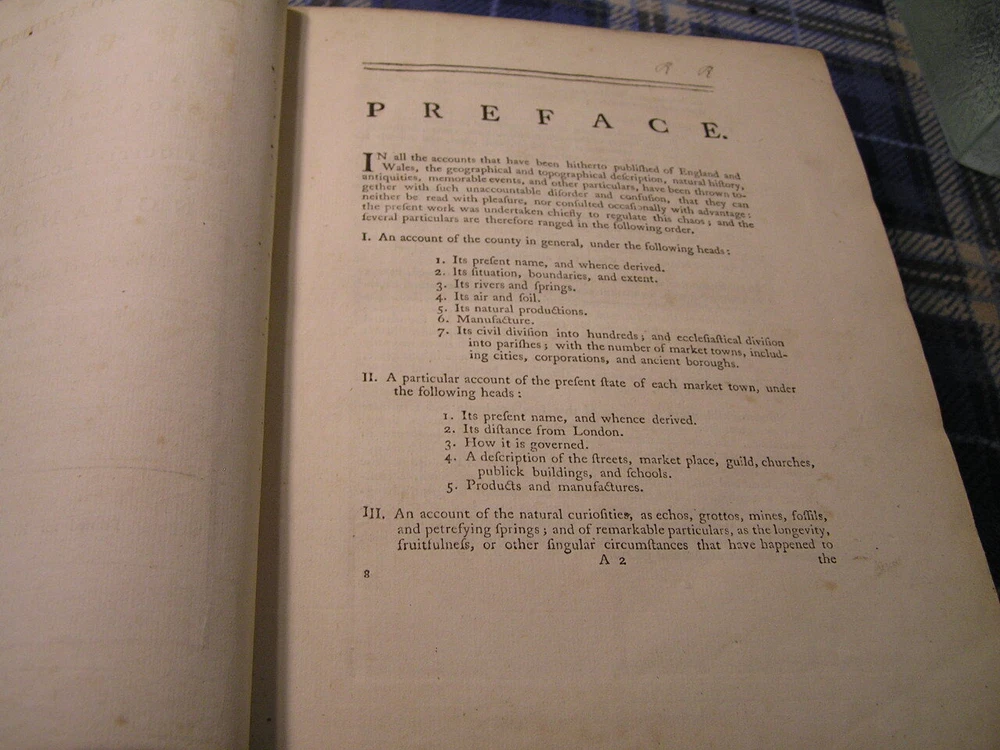 P R E F A C E.
IN all the accounts that have been hitherto publiſhed of England and
Wales, the geographical and topographical deſcription, natural hiſtory,
antiquities, memorable events, and other particulars, have been thrown to-
gether with ſuch unaccountable diſorder and confuſion, that they can
neither be read with pleaſure, nor conſulted occaſionally with advantage:
the preſent work was undertaken chiefly to regulate this chaos; and the
ſeveral particulars are therefore ranged in the following order.
I. An account of the county in general, under the following heads:
1. Its preſent name, and whence derived.
2. Its ſituation, boundaries, and extent.
3. Its rivers and ſprings.
4. Its air and ſoil.
5. Its natural productions.
6. Manufacture.
7. Its civil diviſion into hundreds; and eccleſiaſtical diviſion
into pariſhes; with the number of market towns, includ-
ing cities, corporations, and ancient boroughs.
II. A particular account of the preſent ſtate of each market town, under
the following heads:
1. Its preſent name, and whence derived.
2. Its diſtance from London.
3. How it is governed.
4. A deſcription of the ſtreets, market place, guild, churches,
publick buildings, and ſchools.
5. Products and manufactures.
III. An account of the natural curioſities, as echos, grottos, mines, foſſils,
and petrefying ſprings; and of remarkable particulars, as the longevity,
fruitfulneſs, or other ſingular circumſtances that have happened to
A 2 the
8